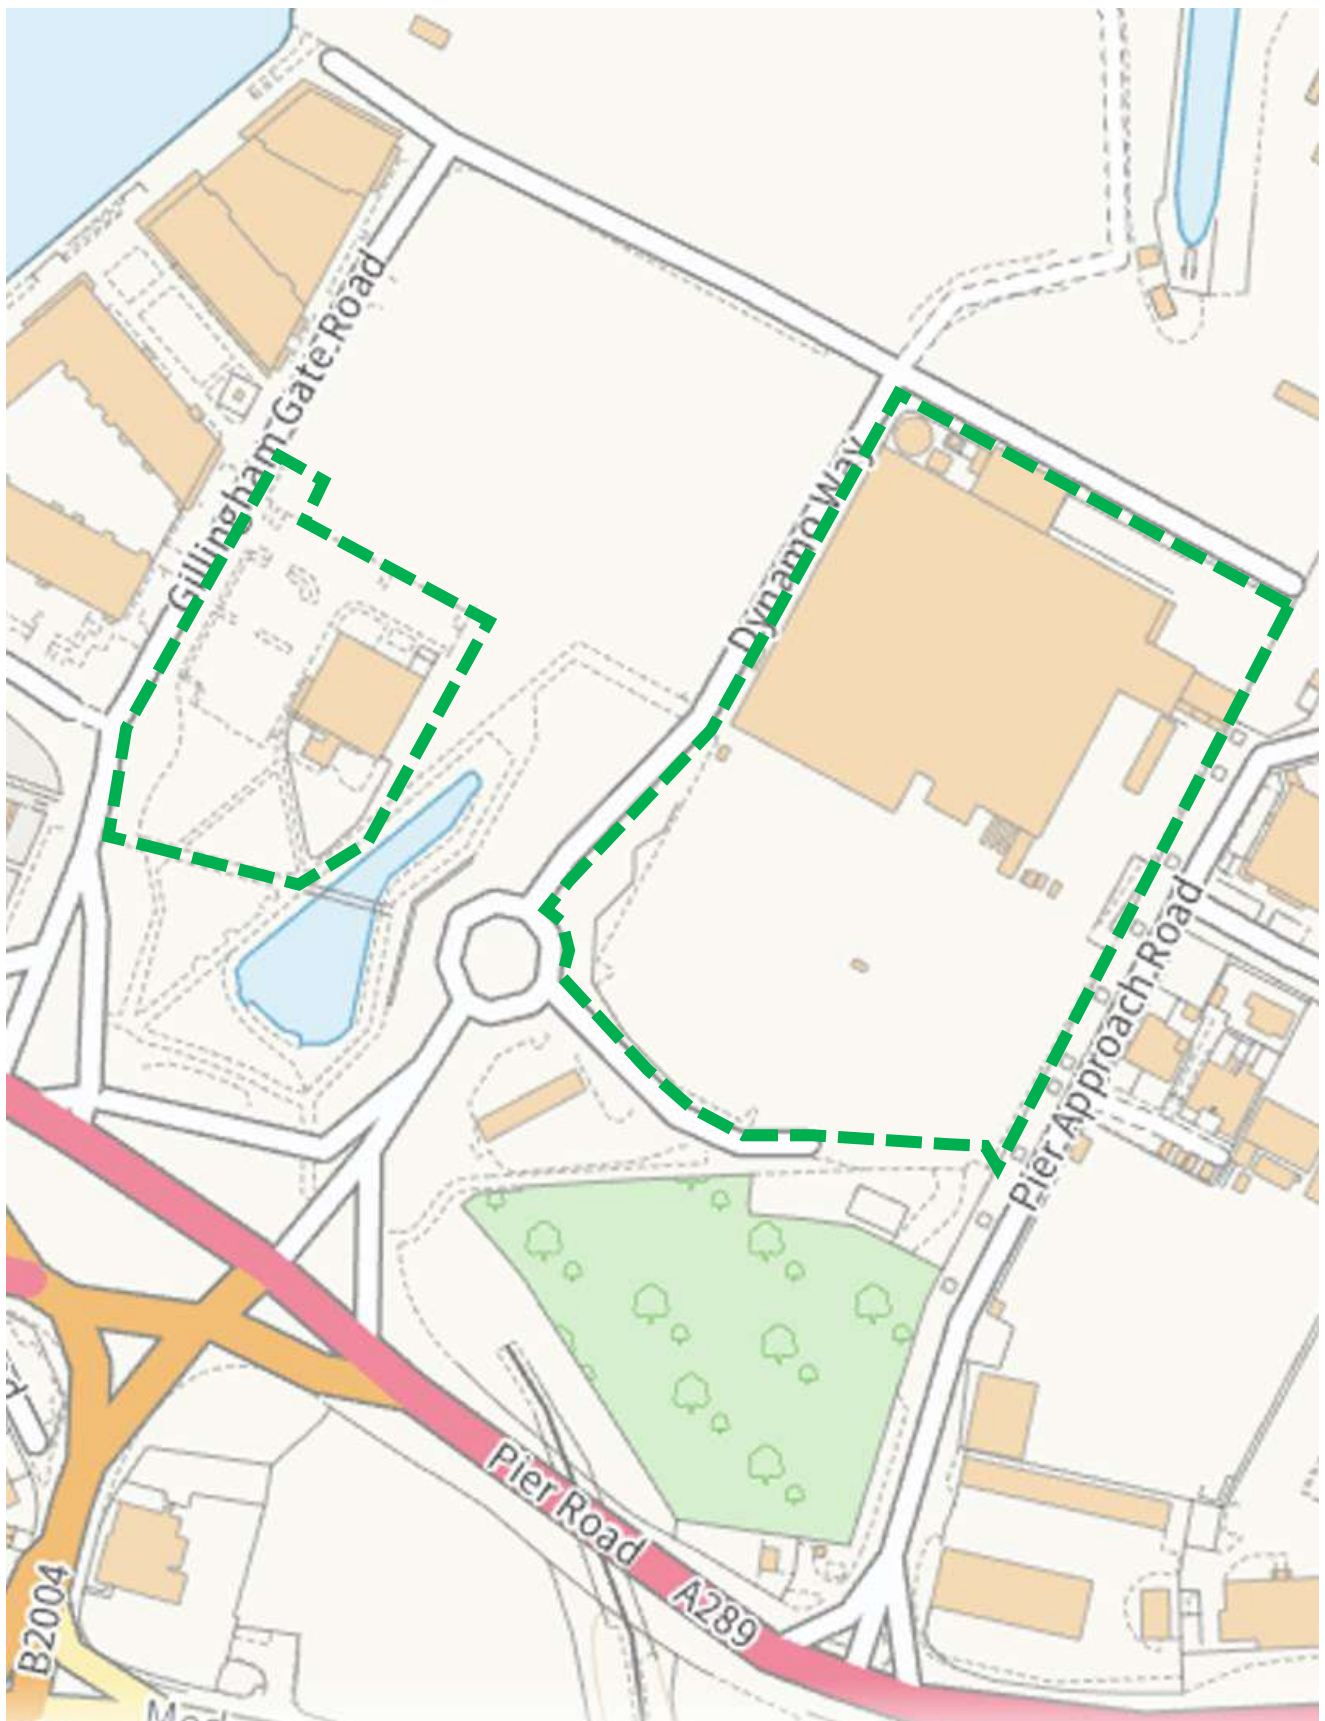 Gillingham Gate Road
Dynamo Way
Pier Approach Road
Pier Road
A289
B2004